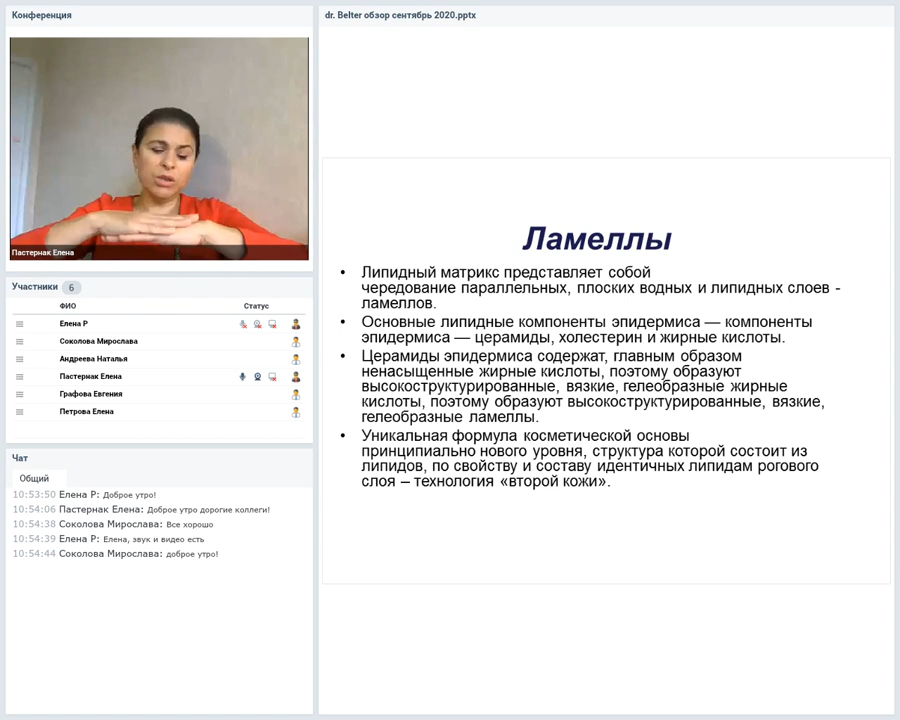 Конференция
Пастернак Елена
Участники 6
ФИО Статус
Елена Р
Соколова Мирослава
Андреева Наталья
Пастернак Елена
Графова Евгения
Петрова Елена
Чат
Общий
10:53:50 Елена Р: Доброе утро!
10:54:06 Пастернак Елена: Доброе утро дорогие коллеги!
10:54:38 Соколова Мирослава: Все хорошо
10:54:39 Елена Р: Елена, звук и видео есть
10:54:44 Соколова Мирослава: доброе утро!
dr. Belter обзор сентябрь 2020.pptx
Ламеллы
• Липидный матрикс представляет собой
чередование параллельных, плоских водных и липидных слоев -
ламеллов.
• Основные липидные компоненты эпидермиса — компоненты
эпидермиса — церамиды, холестерин и жирные кислоты.
• Церамиды эпидермиса содержат, главным образом
ненасыщенные жирные кислоты, поэтому образуют
высокоструктурированные, вязкие, гелеобразные жирные
кислоты, поэтому образуют высокоструктурированные, вязкие,
гелеобразные ламеллы.
• Уникальная формула косметической основы
принципиально нового уровня, структура которой состоит из
липидов, по свойству и составу идентичных липидам рогового
слоя – технология «второй кожи».